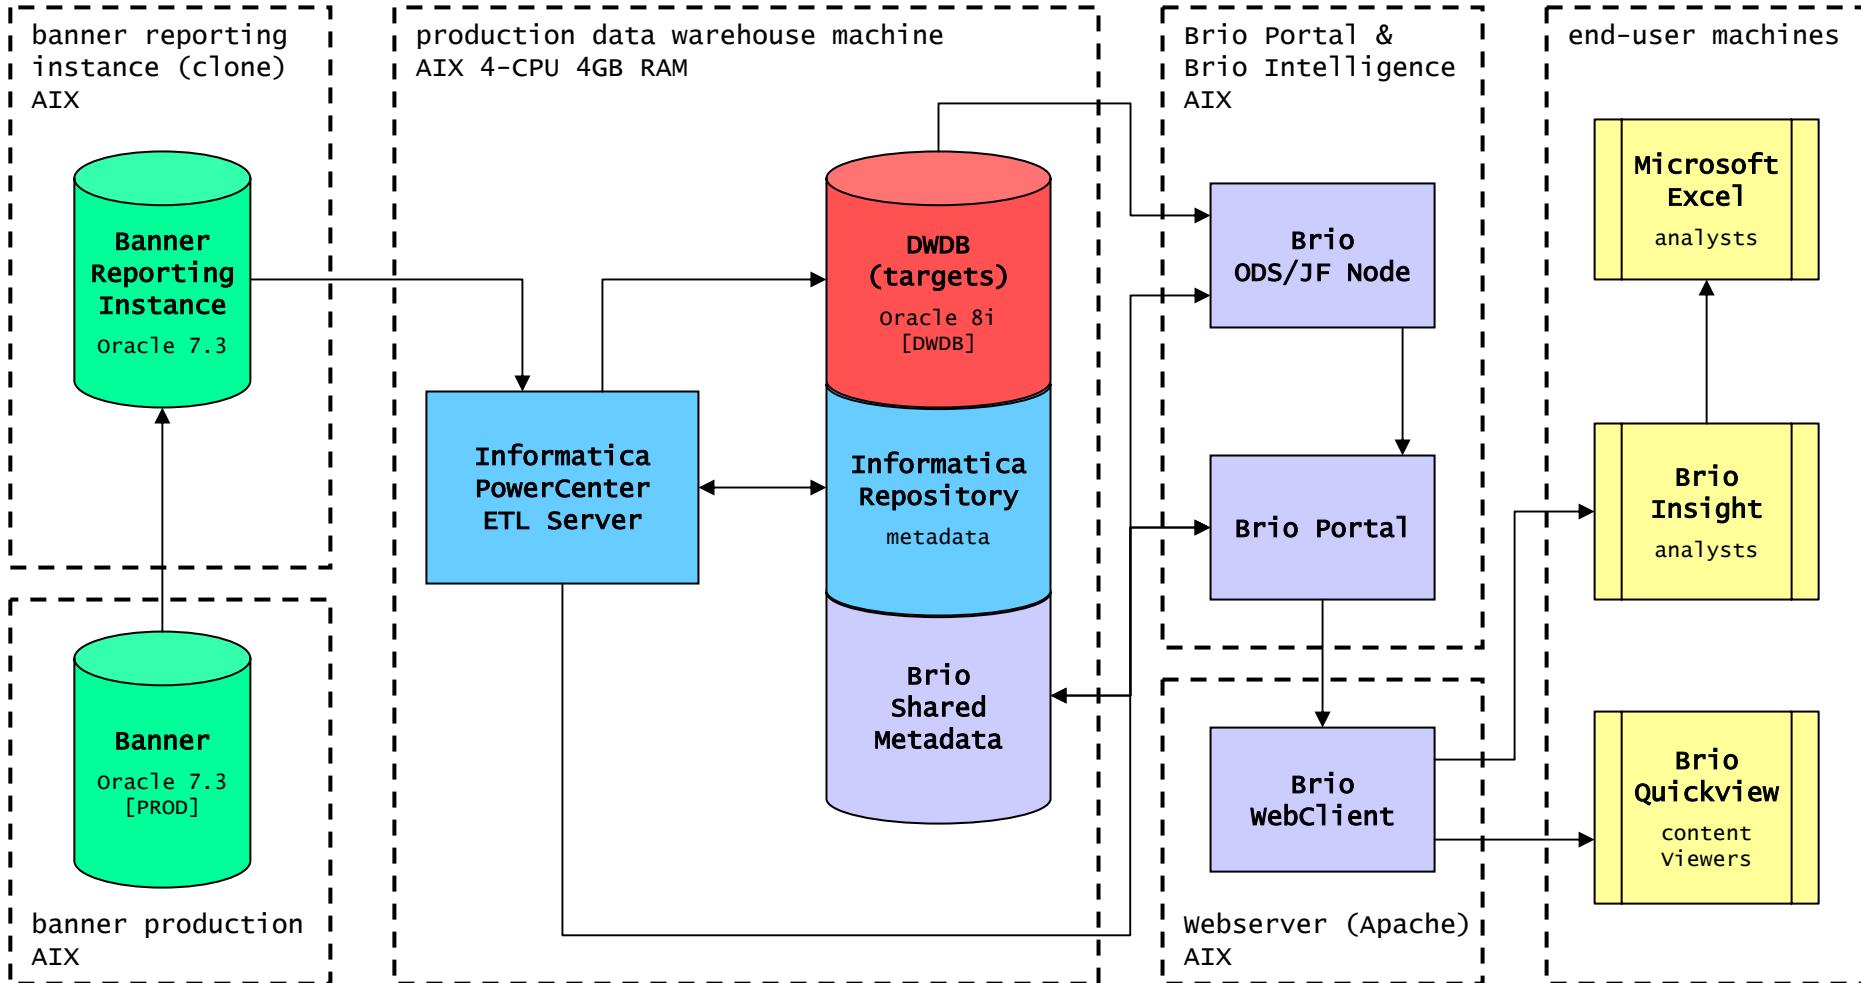 banner reporting
instance (clone)
AIX
Banner
Reporting
Instance
Oracle 7.3
Banner
Oracle 7.3
[PROD]
banner production
AIX
production data warehouse machine
AIX 4-CPU 4GB RAM
Informatica
PowerCenter
ETL Server
DWDB
(targets)
Oracle 8i
[DWDB]
Informatica
Repository
metadata
Brio
Shared
Metadata
Brio Portal &
Brio Intelligence
AIX
Brio
ODS/JF Node
Brio Portal
Brio
WebClient
Webserver (Apache)
AIX
end-user machines
Microsoft
Excel
analysts
Brio
Insight
analysts
Brio
Quickview
content
Viewers